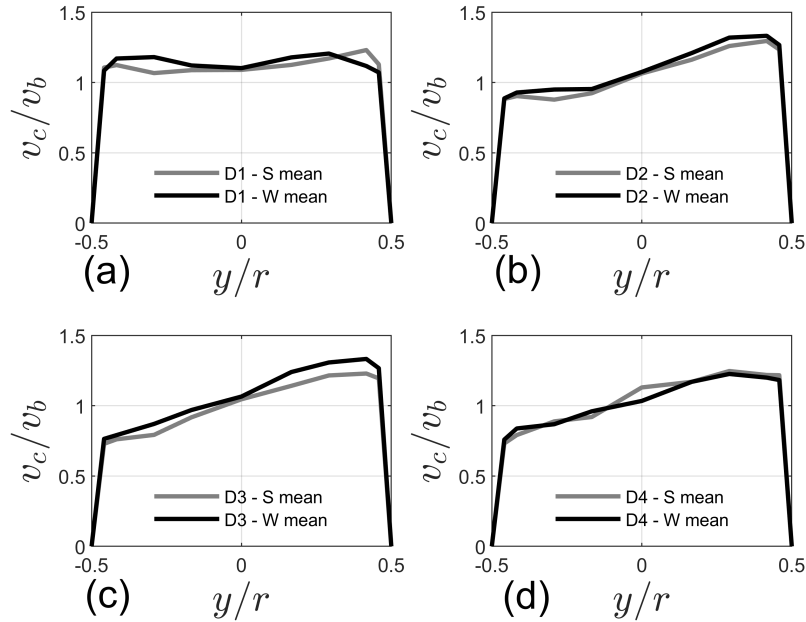 1.5
1
0.5
0
v_c/v_b
D1 - S mean
D1 - W mean
-0.5 0 0.5
(a) y/r
1.5
1
0.5
0
v_c/v_b
D2 - S mean
D2 - W mean
-0.5 0 0.5
(b) y/r
1.5
1
0.5
0
v_c/v_b
D3 - S mean
D3 - W mean
-0.5 0 0.5
(c) y/r
1.5
1
0.5
0
v_c/v_b
D4 - S mean
D4 - W mean
-0.5 0 0.5
(d) y/r